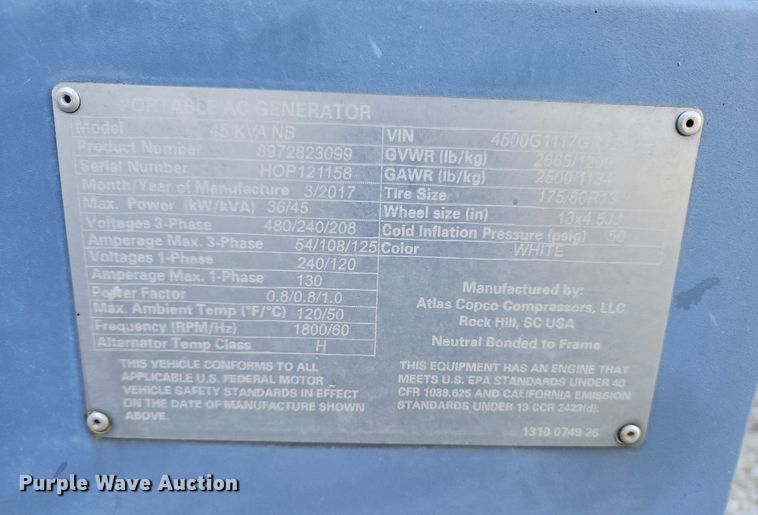 PORTABLE AC GENERATOR
Model 45 KVA NB
Product Number 8972823099
Serial Number HOP121158
Month/Year of Manufacture 3/2017
Max. Power (kW/kVA) 36/45
Voltages 3-Phase 480/240/208
Amperage Max. 3-Phase 54/108/125
Voltages 1-Phase 240/120
Amperage Max. 1-Phase 130
Power Factor 0.8/0.8/1.0
Max. Ambient Temp (°F/°C) 120/50
Frequency (RPM/Hz) 1800/60
Alternator Temp Class H
THIS VEHICLE CONFORMS TO ALL
APPLICABLE U.S. FEDERAL MOTOR
VEHICLE SAFETY STANDARDS IN EFFECT
ON THE DATE OF MANUFACTURE SHOWN
ABOVE.
VIN
GVWR (lb/kg)
GAWR (lb/kg) 2500/1134
Tire Size 175/80R13
Wheel size (in) 13x4.5JJ
Cold Inflation Pressure (psig) 50
Color WHITE
Manufactured by:
Atlas Copco Compressors, LLC
Rock Hill, SC USA
Neutral Bonded to Frame
THIS EQUIPMENT HAS AN ENGINE THAT
MEETS U.S. EPA STANDARDS UNDER 40
CFR 1039.625 AND CALIFORNIA EMISSION
STANDARDS UNDER 13 CCR 2423(d).
1310 0749 26
Purple Wave Auction